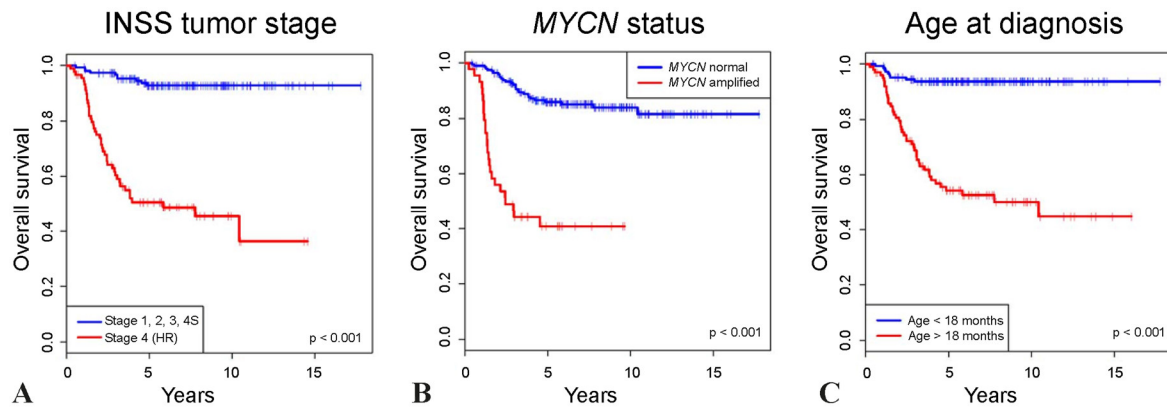 INSS tumor stage
Overall survival
1.0
0.8
0.6
0.4
0.2
0.0
Stage 1, 2, 3, 4S
Stage 4 (HR)
p < 0.001
0 5 10 15
Years
A
MYCN status
Overall survival
1.0
0.8
0.6
0.4
0.2
0.0
MYCN normal
MYCN amplified
p < 0.001
0 5 10 15
Years
B
Age at diagnosis
Overall survival
1.0
0.8
0.6
0.4
0.2
0.0
Age < 18 months
Age > 18 months
p < 0.001
0 5 10 15
Years
C